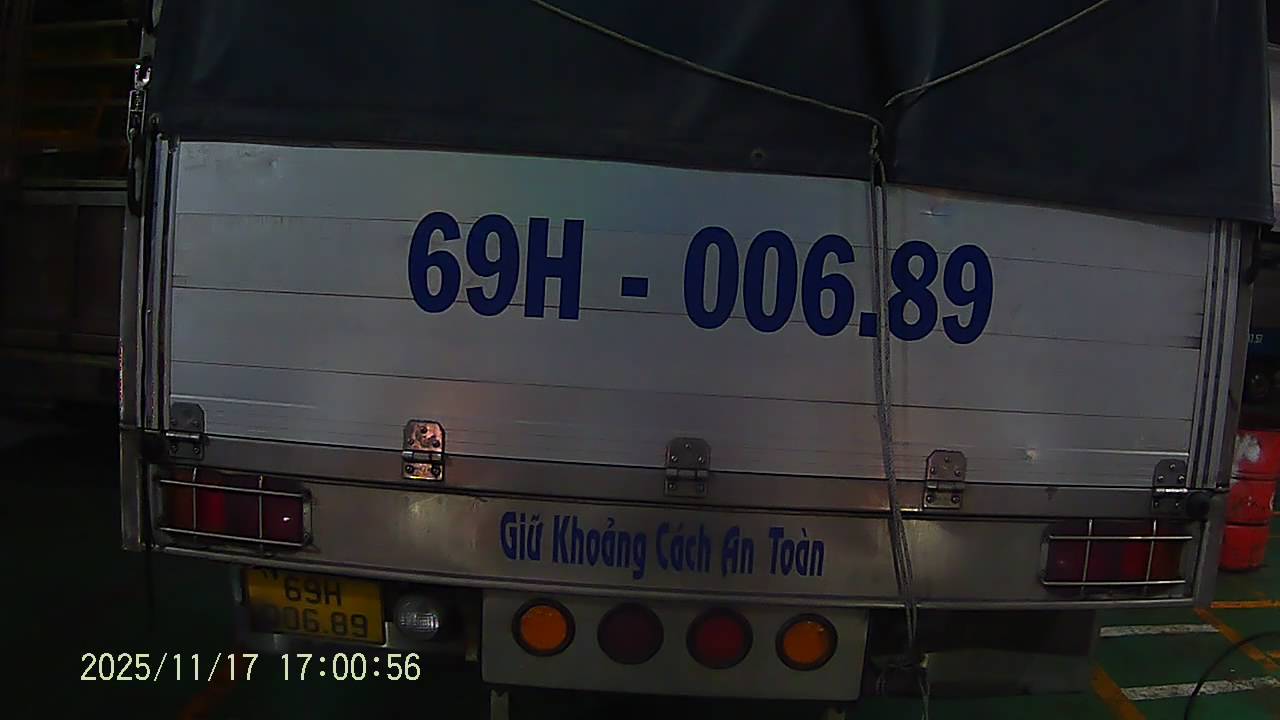 69H - 006.89
Giữ Khoảng Cách An Toàn
69H
006.89
2025/11/17 17:00:56